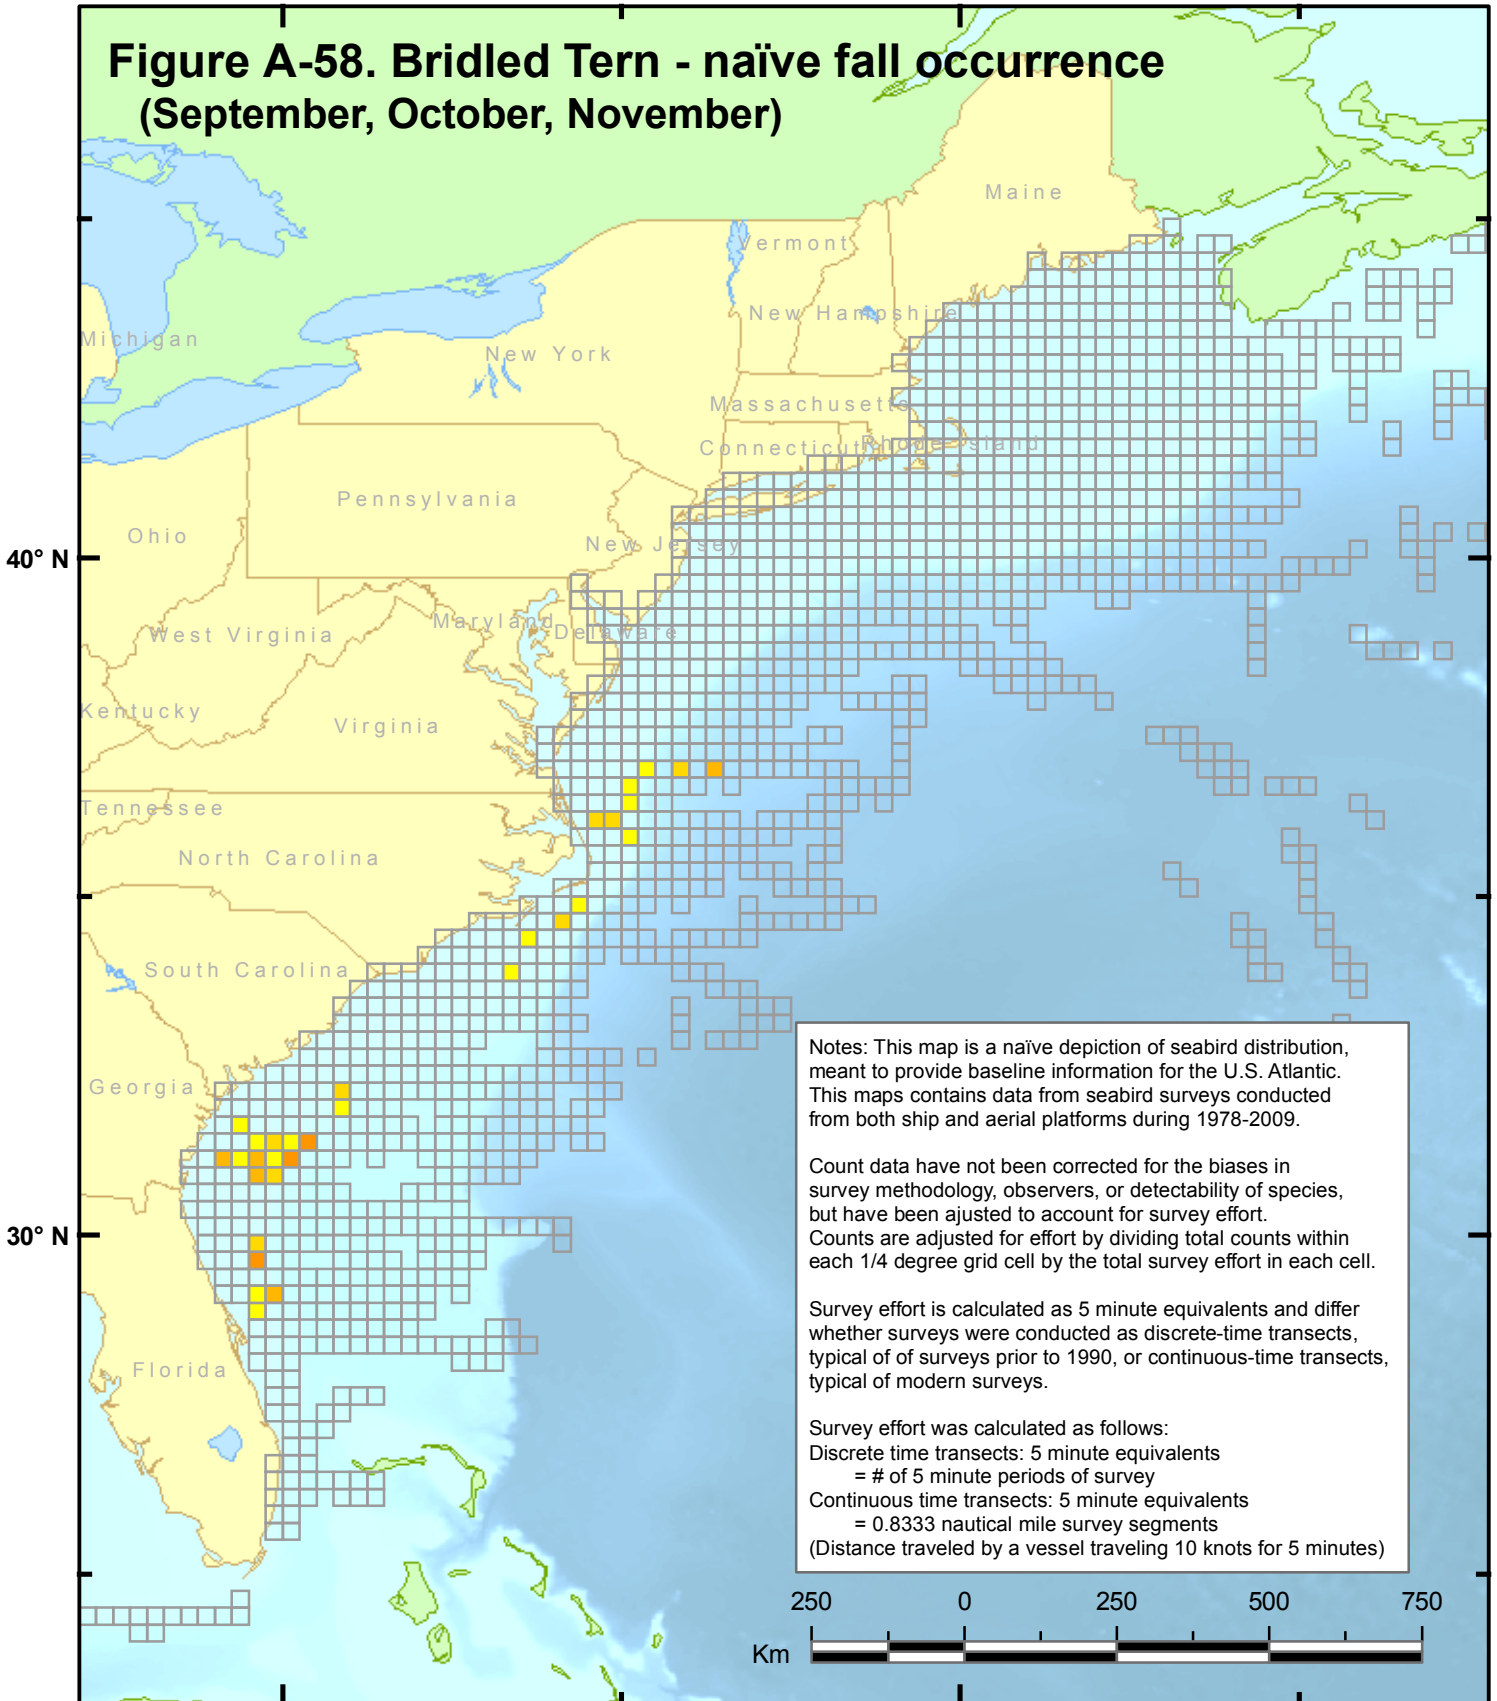 Figure A-58. Bridled Tern - naïve fall occurrence
(September, October, November)
Maine
Vermont
New Hampshire
Michigan
New York
Massachusetts
Connecticut
Rhode Island
Pennsylvania
Ohio
New Jersey
40° N
Maryland
Delaware
West Virginia
Kentucky
Virginia
Tennessee
North Carolina
South Carolina
Georgia
30° N
Florida
Notes: This map is a naïve depiction of seabird distribution,
meant to provide baseline information for the U.S. Atlantic.
This maps contains data from seabird surveys conducted
from both ship and aerial platforms during 1978-2009.
Count data have not been corrected for the biases in
survey methodology, observers, or detectability of species,
but have been ajusted to account for survey effort.
Counts are adjusted for effort by dividing total counts within
each 1/4 degree grid cell by the total survey effort in each cell.
Survey effort is calculated as 5 minute equivalents and differ
whether surveys were conducted as discrete-time transects,
typical of of surveys prior to 1990, or continuous-time transects,
typical of modern surveys.
Survey effort was calculated as follows:
Discrete time transects: 5 minute equivalents
= # of 5 minute periods of survey
Continuous time transects: 5 minute equivalents
= 0.8333 nautical mile survey segments
(Distance traveled by a vessel traveling 10 knots for 5 minutes)
250 0 250 500 750
Km